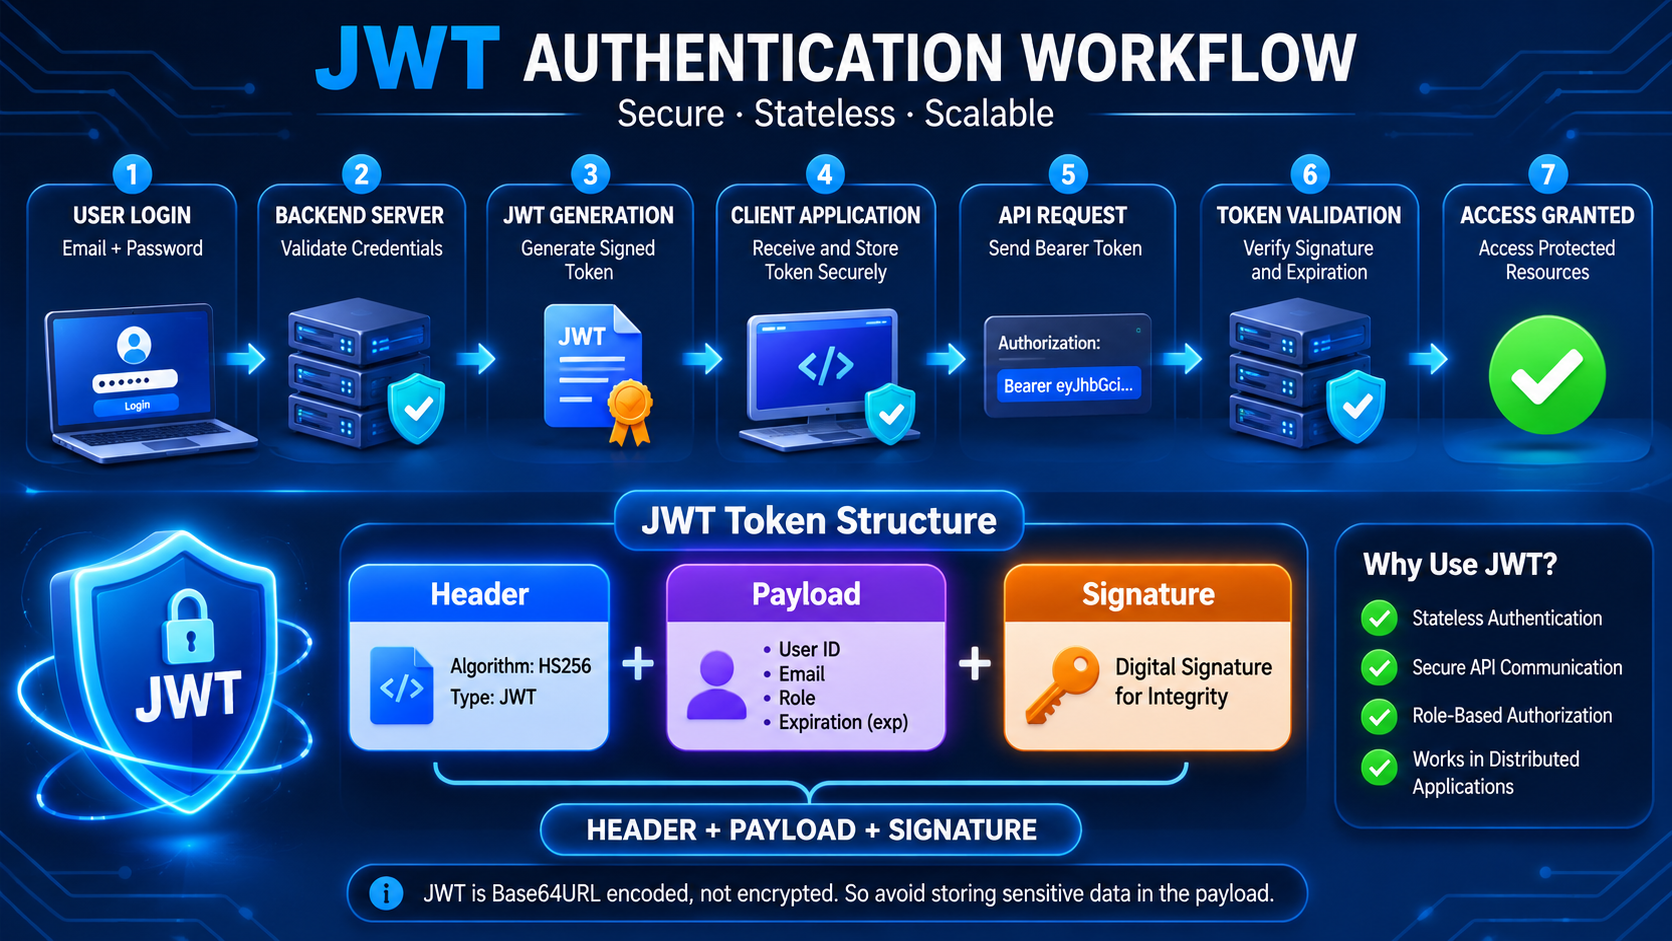 JWT AUTHENTICATION WORKFLOW
Secure · Stateless · Scalable
1
USER LOGIN
Email + Password
Login
2
BACKEND SERVER
Validate Credentials
3
JWT GENERATION
Generate Signed
Token
JWT
4
CLIENT APPLICATION
Receive and Store
Token Securely
</>
5
API REQUEST
Send Bearer Token
Authorization:
Bearer eyJhbGci...
6
TOKEN VALIDATION
Verify Signature
and Expiration
7
ACCESS GRANTED
Access Protected
Resources
JWT
JWT Token Structure
Header
</>
Algorithm: HS256
Type: JWT
+
Payload
• User ID
• Email
• Role
• Expiration (exp)
+
Signature
Digital Signature
for Integrity
HEADER + PAYLOAD + SIGNATURE
i JWT is Base64URL encoded, not encrypted. So avoid storing sensitive data in the payload.
Why Use JWT?
Stateless Authentication
Secure API Communication
Role-Based Authorization
Works in Distributed
Applications